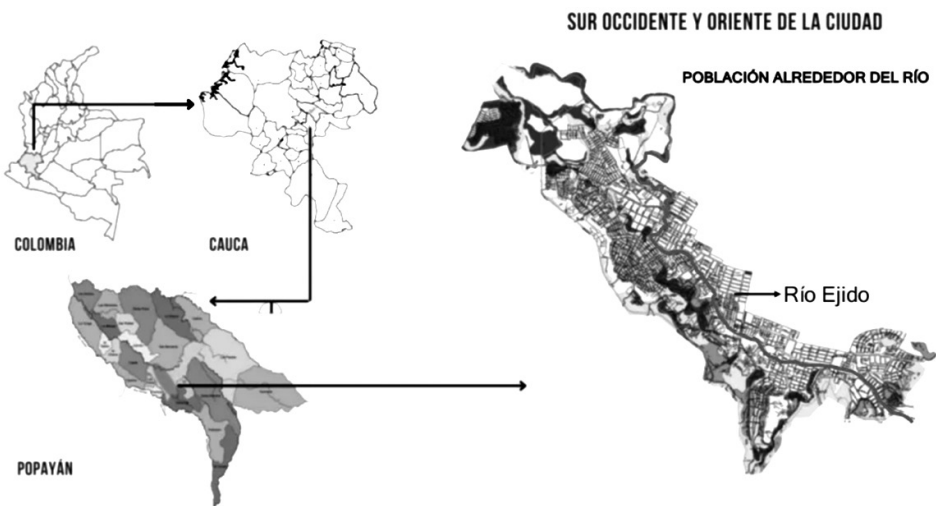 SUR OCCIDENTE Y ORIENTE DE LA CIUDAD
POBLACIÓN ALREDEDOR DEL RÍO
COLOMBIA
CAUCA
Río Ejido
POPAYÁN